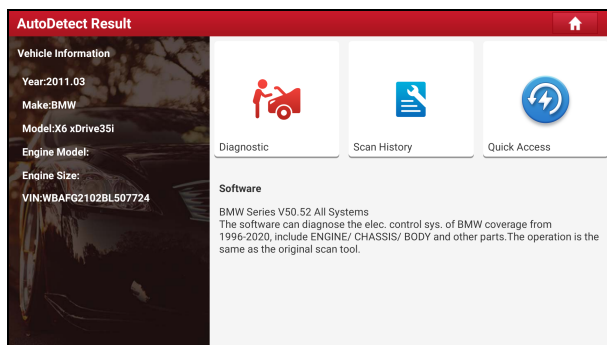 AutoDetect Result
Vehicle Information
Year:2011.03
Make:BMW
Model:X6 xDrive35i
Engine Model:
Engine Size:
VIN:WBAFG2102BL507724
Diagnostic
Scan History
Quick Access
Software
BMW Series V50.52 All Systems
The software can diagnose the elec. control sys. of BMW coverage from
1996-2020, include ENGINE/ CHASSIS/ BODY and other parts.The operation is the
same as the original scan tool.